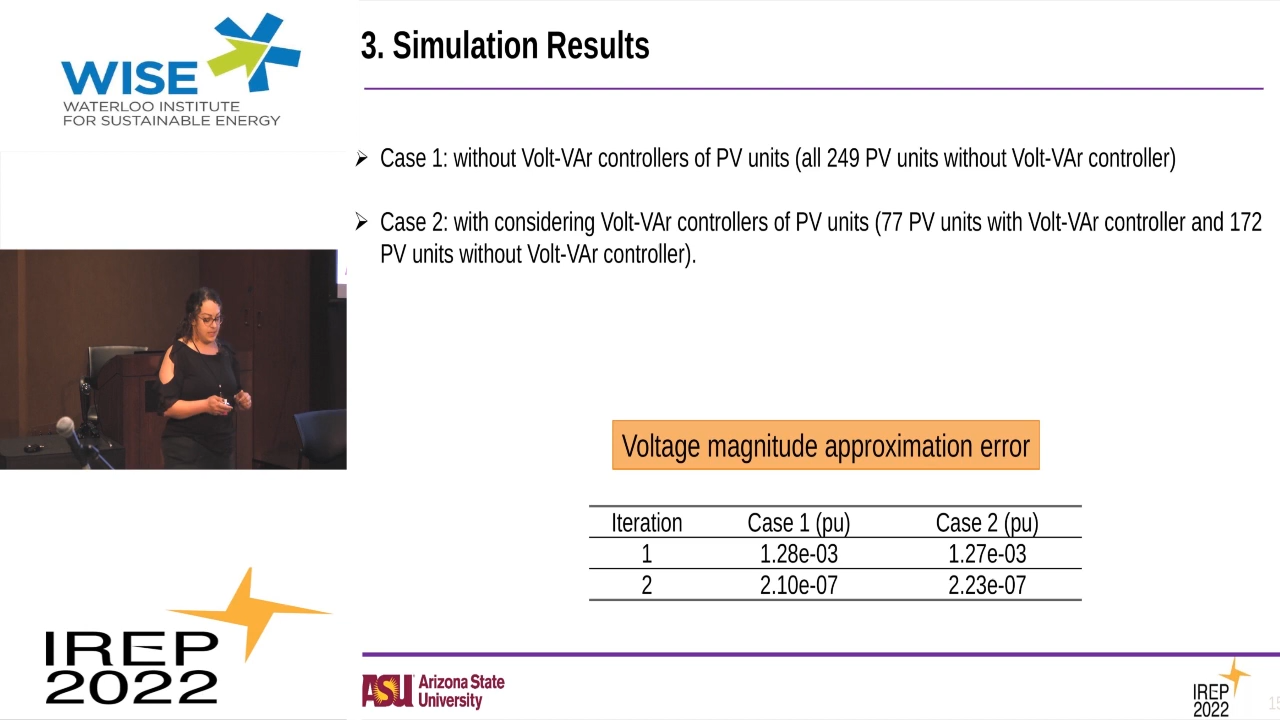 WISE
WATERLOO INSTITUTE
FOR SUSTAINABLE ENERGY
3. Simulation Results
Case 1: without Volt-VAr controllers of PV units (all 249 PV units without Volt-VAr controller)
Case 2: with considering Volt-VAr controllers of PV units (77 PV units with Volt-VAr controller and 172
PV units without Volt-VAr controller).
Voltage magnitude approximation error
Iteration Case 1 (pu) Case 2 (pu)
1 1.28e-03 1.27e-03
2 2.10e-07 2.23e-07
IREP
2022
ASU Arizona State
University
IREP
2022